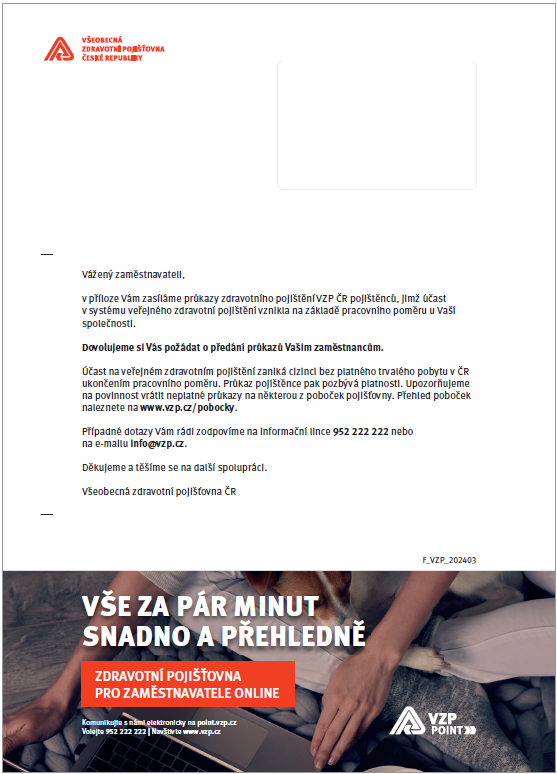 VŠEOBECNÁ
ZDRAVOTNÍ POJIŠŤOVNA
ČESKÉ REPUBLIKY
Vážený zaměstnavateli,
v příloze Vám zasíláme průkazy zdravotního pojištění VZP ČR pojištěnců, jimž účast
v systému veřejného zdravotní pojištění vznikla na základě pracovního poměru u Vaší
společnosti.
Dovolujeme si Vás požádat o předání průkazů Vašim zaměstnancům.
Účast na veřejném zdravotním pojištění zaniká cizinci bez platného trvalého pobytu v ČR
ukončením pracovního poměru. Průkaz pojištěnce pak pozbývá platnosti. Upozorňujeme
na povinnost vrátit neplatné průkazy na některou z poboček pojišťovny. Přehled poboček
naleznete na www.vzp.cz/pobocky.
Případné dotazy Vám rádi zodpovíme na informační lince 952 222 222 nebo
na e-mailu info@vzp.cz.
Děkujeme a těšíme se na další spolupráci.
Všeobecná zdravotní pojišťovna ČR
F_VZP_202403
VŠE ZA PÁR MINUT
SNADNO A PŘEHLEDNĚ
ZDRAVOTNÍ POJIŠŤOVNA
PRO ZAMĚSTNAVATELE ONLINE
Komunikujte s námi elektronicky na point.vzp.cz
Volejte 952 222 222 | Navštivte www.vzp.cz
VZP
POINT